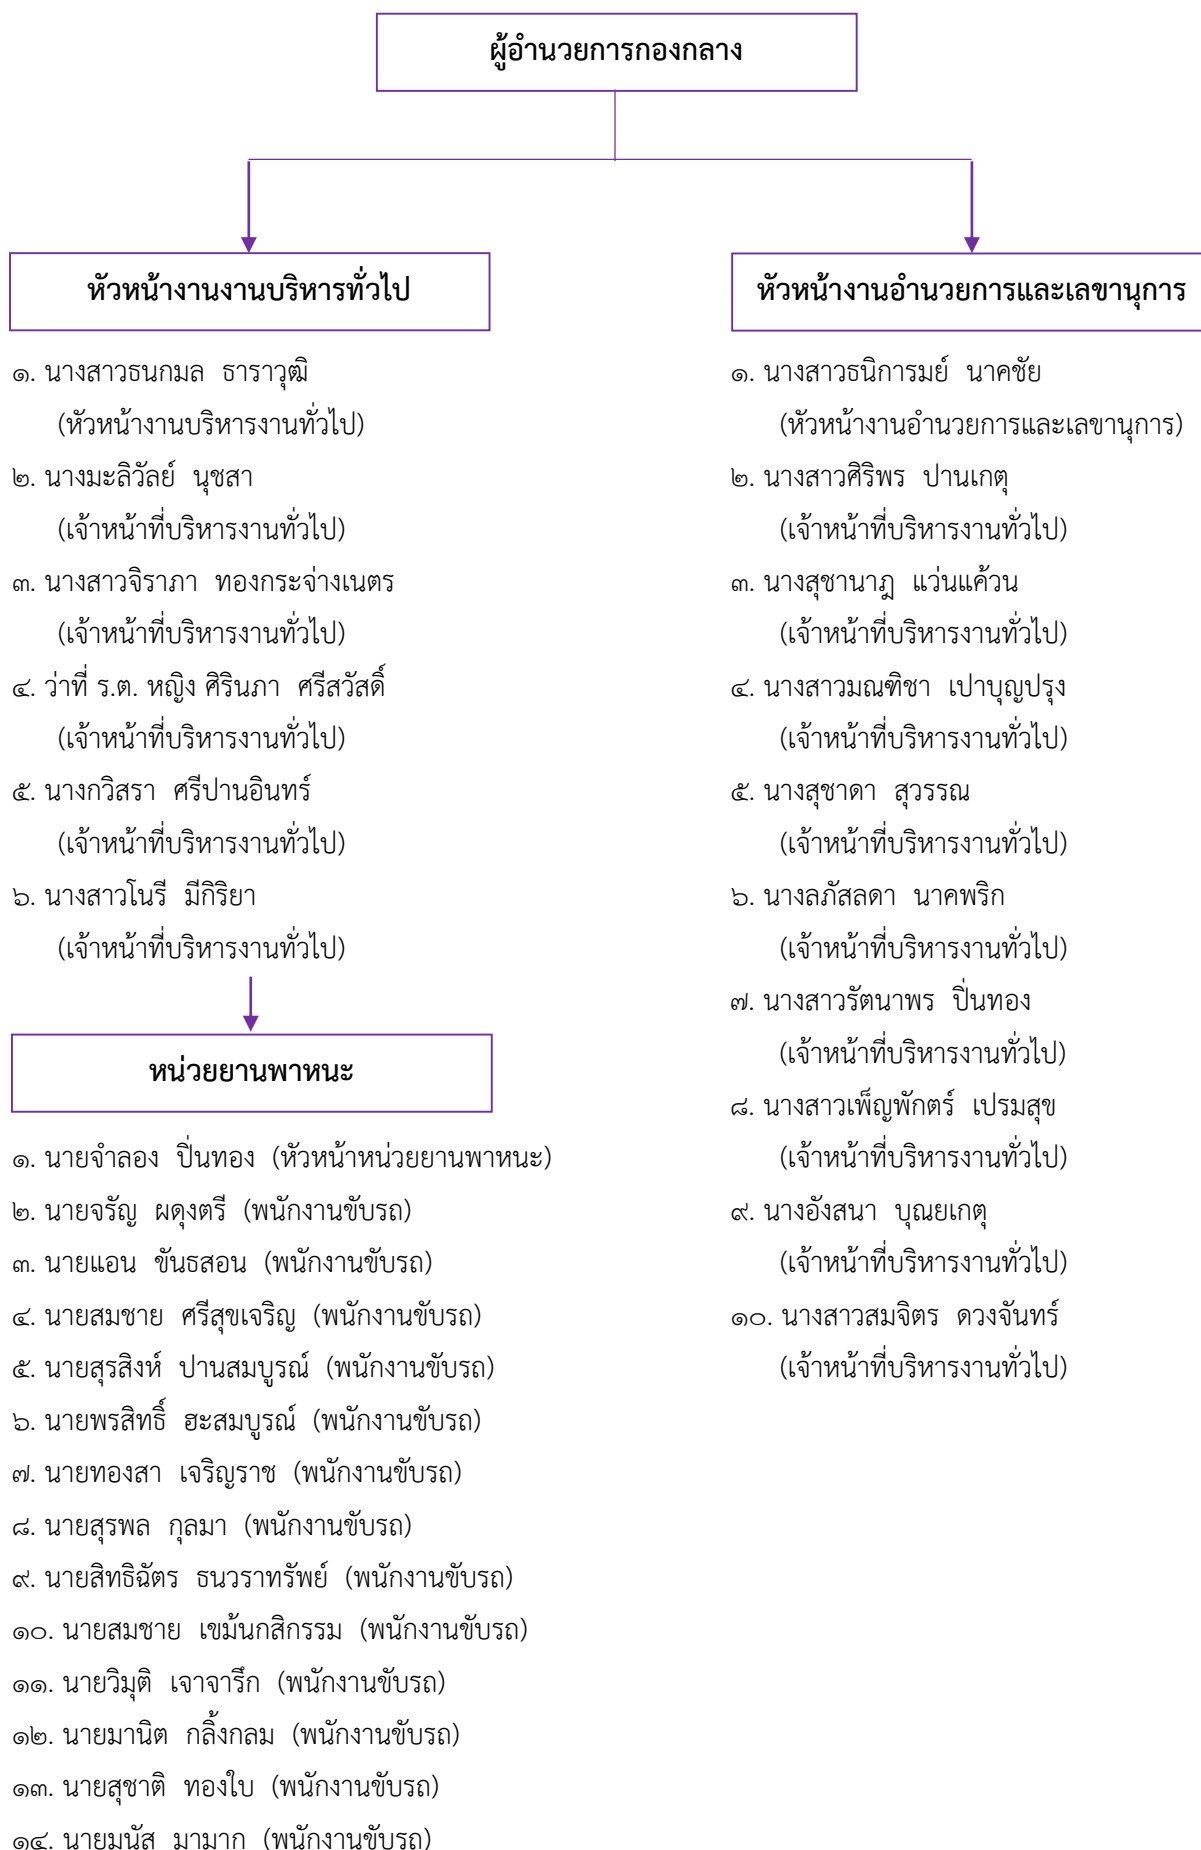 ผู้อำนวยการกองกลาง
หัวหน้างานงานบริหารทั่วไป
๑. นางสาวธนกมล ธาราวุฒิ
(หัวหน้างานบริหารงานทั่วไป)
๒. นางมะลิวัลย์ นุชสา
(เจ้าหน้าที่บริหารงานทั่วไป)
๓. นางสาวจิราภา ทองกระจ่างเนตร
(เจ้าหน้าที่บริหารงานทั่วไป)
๔. ว่าที่ ร.ต. หญิง ศิรินภา ศรีสวัสดิ์
(เจ้าหน้าที่บริหารงานทั่วไป)
๕. นางกวิสรา ศรีปานอินทร์
(เจ้าหน้าที่บริหารงานทั่วไป)
๖. นางสาวโนรี มีกิริยา
(เจ้าหน้าที่บริหารงานทั่วไป)
หน่วยยานพาหนะ
๑. นายจำลอง ปิ่นทอง (หัวหน้าหน่วยยานพาหนะ)
๒. นายจรัญ ผดุงตรี (พนักงานขับรถ)
๓. นายแอน ขันธสอน (พนักงานขับรถ)
๔. นายสมชาย ศรีสุขเจริญ (พนักงานขับรถ)
๕. นายสุรสิงห์ ปานสมบูรณ์ (พนักงานขับรถ)
๖. นายพรสิทธิ์ ฮะสมบูรณ์ (พนักงานขับรถ)
๗. นายทองสา เจริญราช (พนักงานขับรถ)
๘. นายสุรพล กุลมา (พนักงานขับรถ)
๙. นายสิทธิฉัตร ธนวราทรัพย์ (พนักงานขับรถ)
๑๐. นายสมชาย เขม้นกสิกรรม (พนักงานขับรถ)
๑๑. นายวิมุติ เจาจารึก (พนักงานขับรถ)
๑๒. นายมานิต กลิ้งกลม (พนักงานขับรถ)
๑๓. นายสุชาติ ทองใบ (พนักงานขับรถ)
๑๔. นายมนัส มามาก (พนักงานขับรถ)
หัวหน้างานอำนวยการและเลขานุการ
๑. นางสาวธนิการมย์ นาคชัย
(หัวหน้างานอำนวยการและเลขานุการ)
๒. นางสาวศิริพร ปานเกตุ
(เจ้าหน้าที่บริหารงานทั่วไป)
๓. นางสุชานาฎ แว่นแค้วน
(เจ้าหน้าที่บริหารงานทั่วไป)
๔. นางสาวมณฑิชา เปาบุญปรุง
(เจ้าหน้าที่บริหารงานทั่วไป)
๕. นางสุชาดา สุวรรณ
(เจ้าหน้าที่บริหารงานทั่วไป)
๖. นางลภัสลดา นาคพริก
(เจ้าหน้าที่บริหารงานทั่วไป)
๗. นางสาวรัตนาพร ปิ่นทอง
(เจ้าหน้าที่บริหารงานทั่วไป)
๘. นางสาวเพ็ญพักตร์ เปรมสุข
(เจ้าหน้าที่บริหารงานทั่วไป)
๙. นางอังสนา บุณยเกตุ
(เจ้าหน้าที่บริหารงานทั่วไป)
๑๐. นางสาวสมจิตร ดวงจันทร์
(เจ้าหน้าที่บริหารงานทั่วไป)